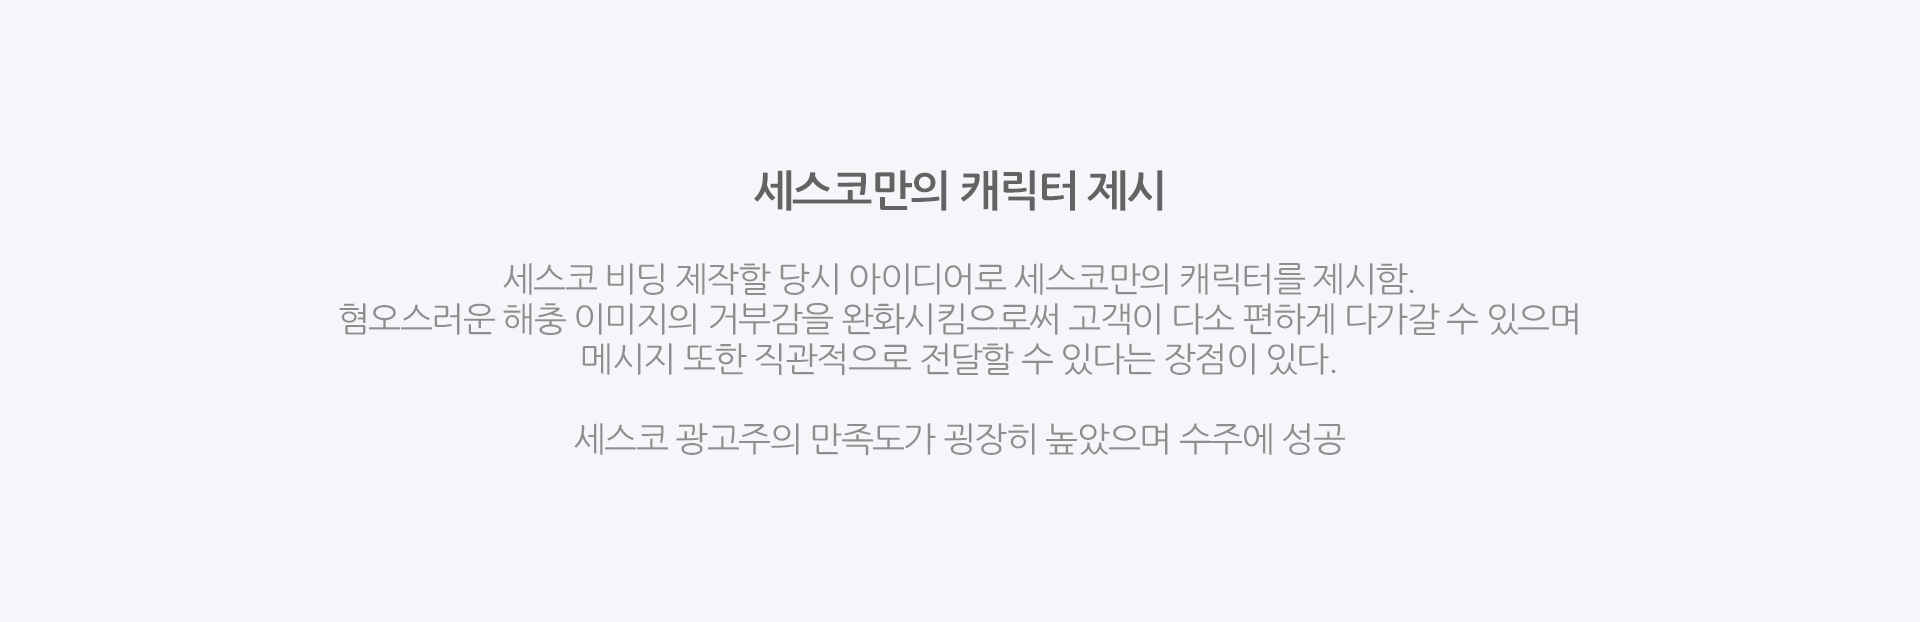 세스코만의 캐릭터 제시
세스코 비딩 제작할 당시 아이디어로 세스코만의 캐릭터를 제시함.
혐오스러운 해충 이미지의 거부감을 완화시킴으로써 고객이 다소 편하게 다가갈 수 있으며
메시지 또한 직관적으로 전달할 수 있다는 장점이 있다.
세스코 광고주의 만족도가 굉장히 높았으며 수주에 성공